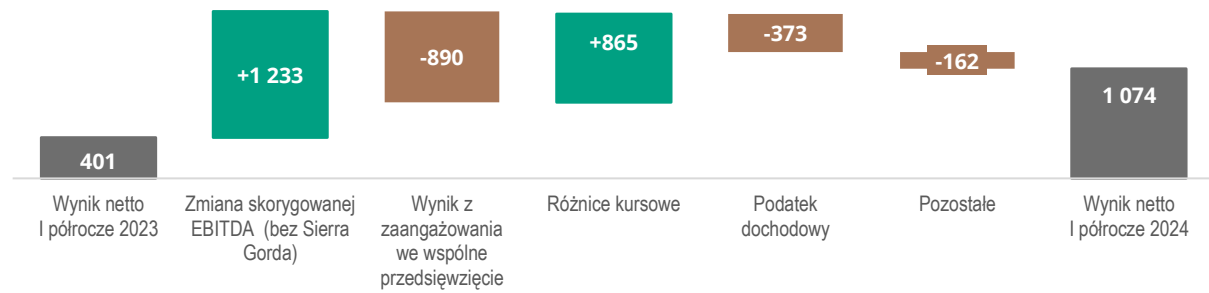 401
+1 233
-890
+865
-373
-162
1 074
Wynik netto
I półrocze 2023
Zmiana skorygowanej
EBITDA (bez Sierra
Gorda)
Wynik z
zaangażowania
we wspólne
przedsięwzięcie
Różnice kursowe
Podatek
dochodowy
Pozostałe
Wynik netto
I półrocze 2024